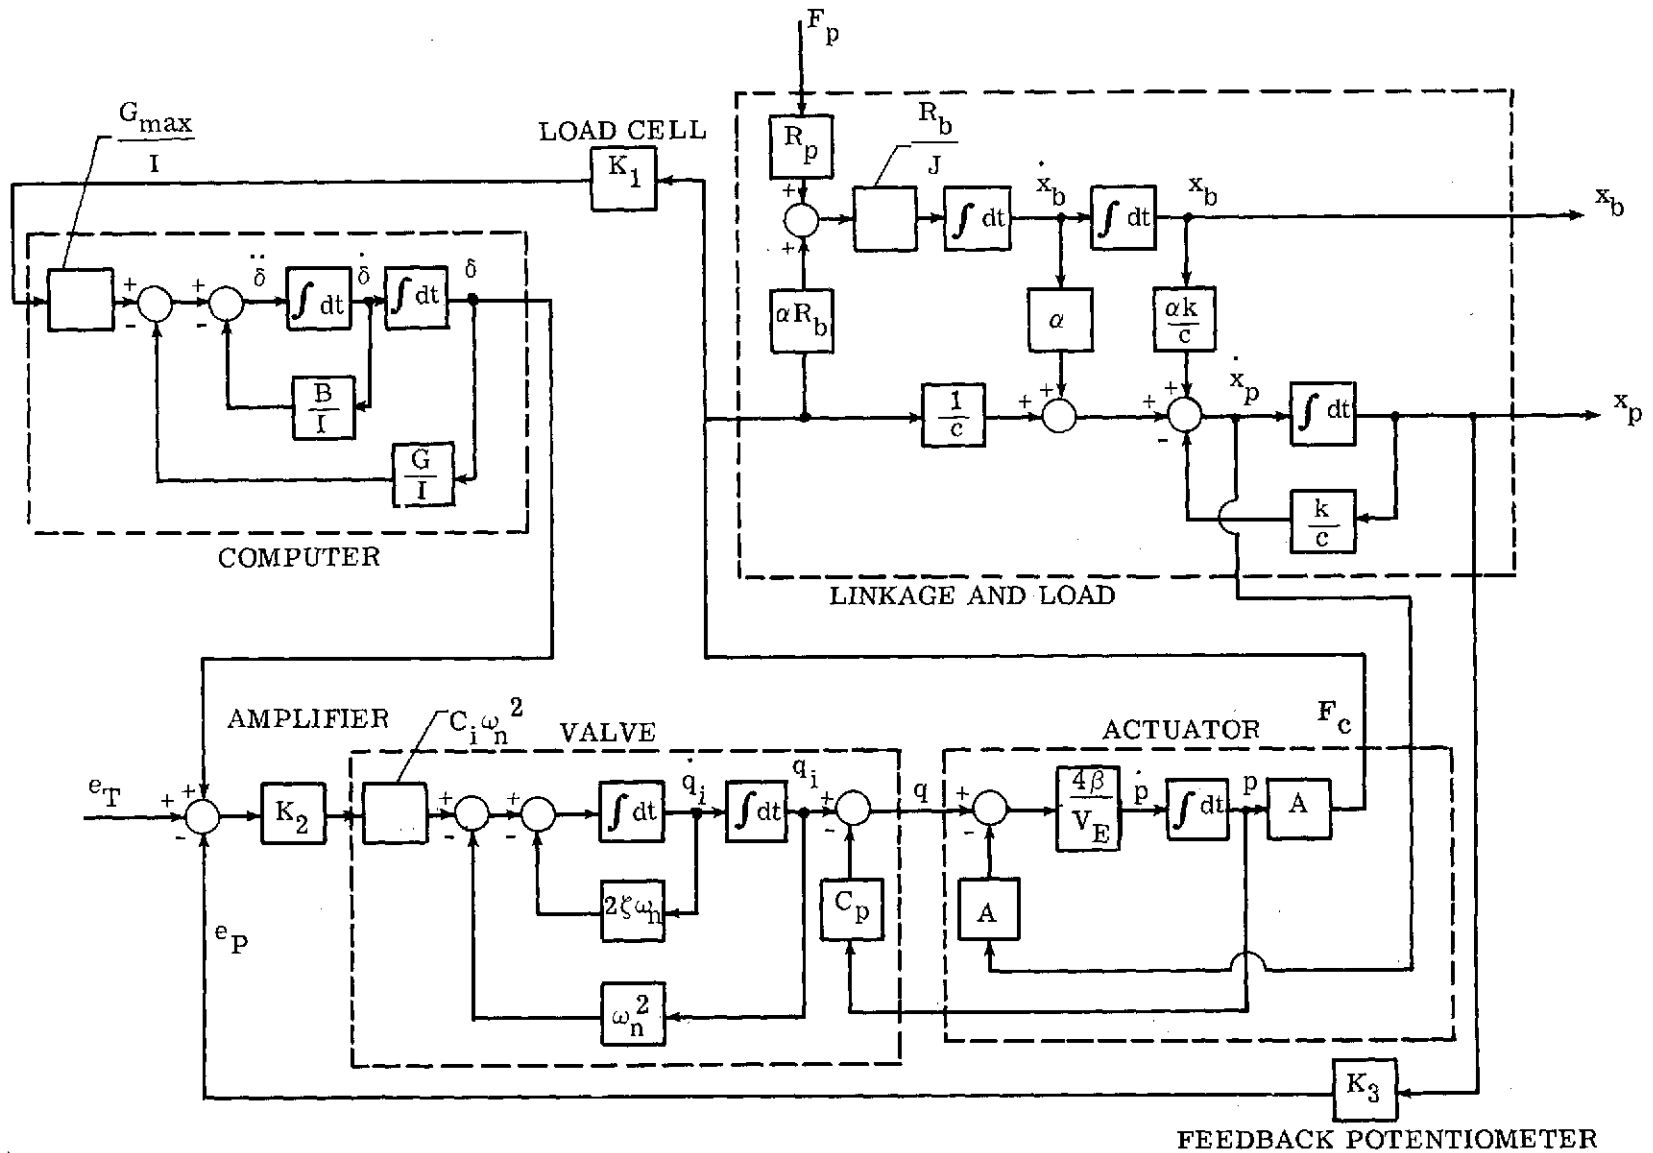 F_p
G_max
I
LOAD CELL
K_1
R_p
R_b
J
+
+
∫ dt
ẋ_b
∫ dt
x_b
x_b
+
-
+
-
δ̈
∫ dt
δ̇
∫ dt
δ
αR_b
α
αk
c
B
I
G
I
1
c
+
+
+
+
-
ẋ_p
∫ dt
x_p
k
c
COMPUTER
LINKAGE AND LOAD
AMPLIFIER
C_i ω_n^2
VALVE
ACTUATOR
F_c
e_T
+
+
-
K_2
+
-
+
-
∫ dt
q̇_i
∫ dt
q_i
+
-
q
+
-
4β
V_E
ṗ
∫ dt
p
A
2ζω_n
C_p
A
e_P
ω_n^2
K_3
FEEDBACK POTENTIOMETER